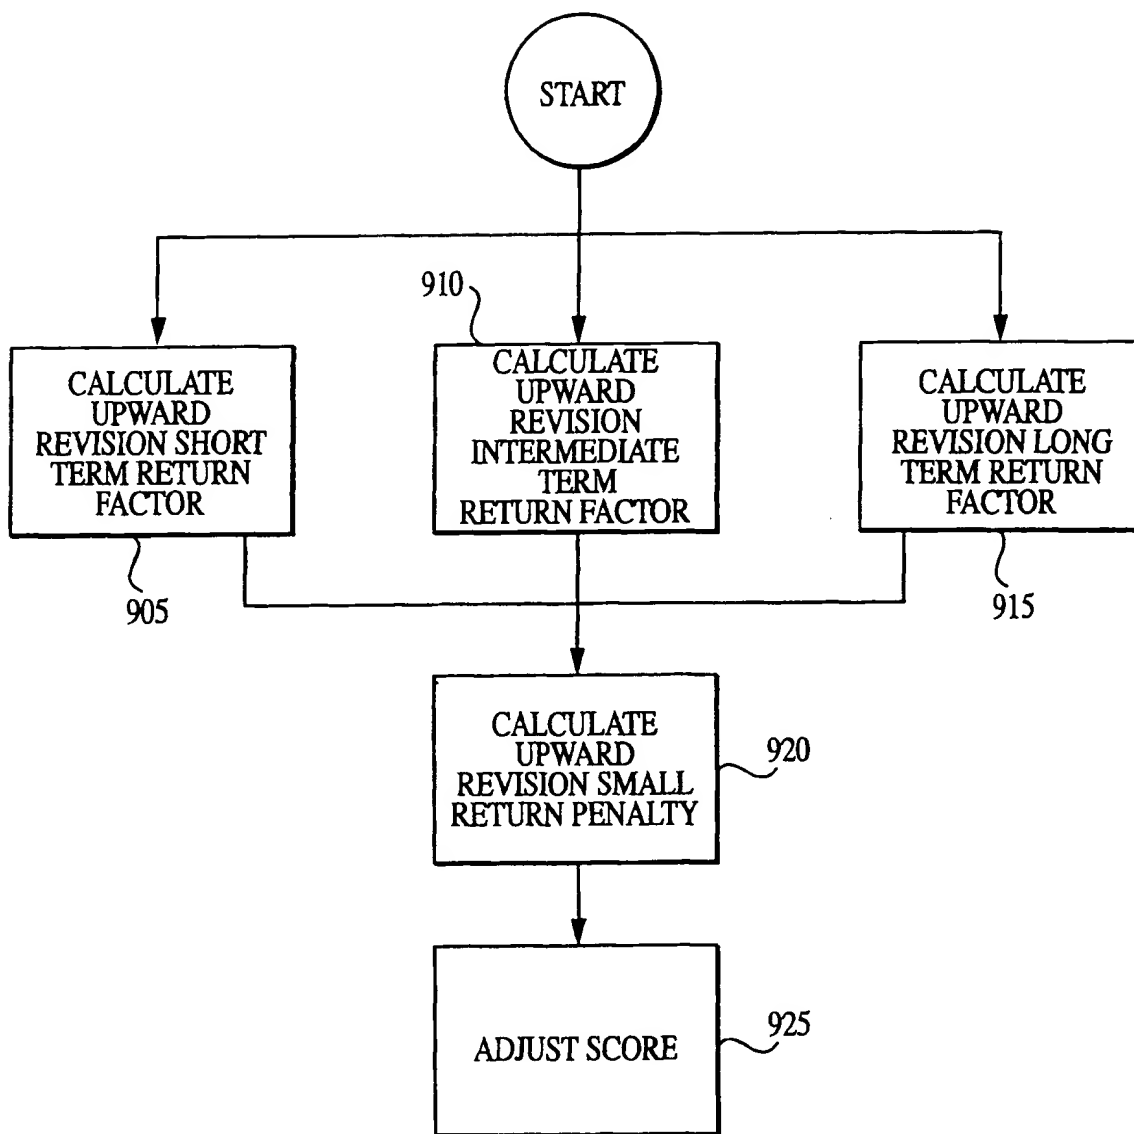 START
910
CALCULATE
UPWARD
REVISION SHORT
TERM RETURN
FACTOR
CALCULATE
UPWARD
REVISION
INTERMEDIATE
TERM
RETURN FACTOR
CALCULATE
UPWARD
REVISION LONG
TERM RETURN
FACTOR
905
915
CALCULATE
UPWARD
REVISION SMALL
RETURN PENALTY
920
ADJUST SCORE
925